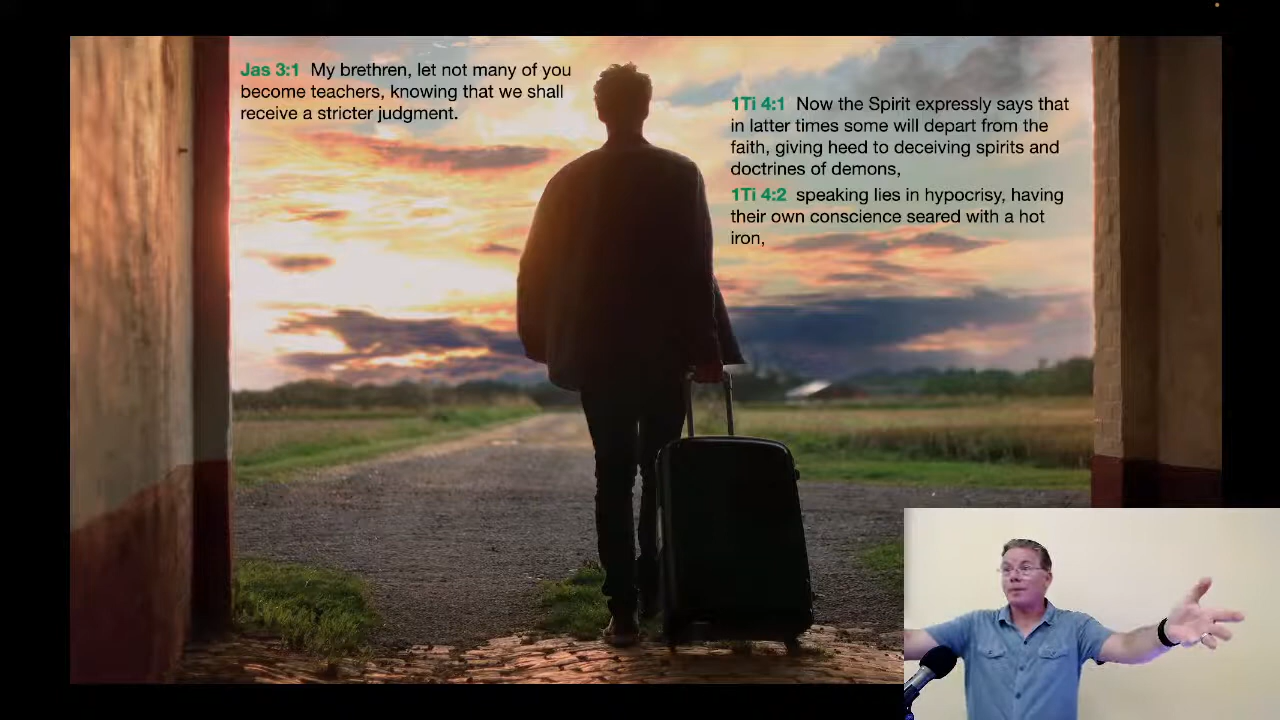 Jas 3:1 My brethren, let not many of you
become teachers, knowing that we shall
receive a stricter judgment.
1Ti 4:1 Now the Spirit expressly says that
in latter times some will depart from the
faith, giving heed to deceiving spirits and
doctrines of demons,
1Ti 4:2 speaking lies in hypocrisy, having
their own conscience seared with a hot
iron,